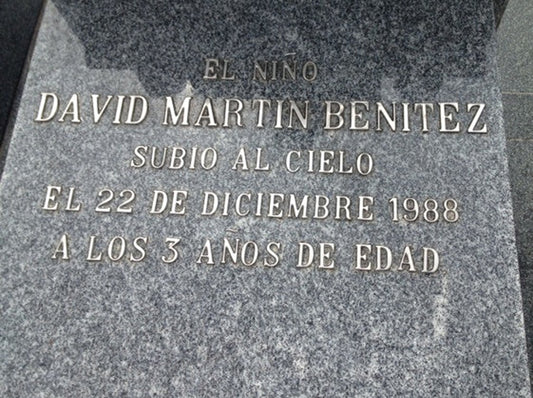 EL NIÑO
DAVID MARTIN BENITEZ
SUBIO AL CIELO
EL 22 DE DICIEMBRE 1988
A LOS 3 AÑOS DE EDAD